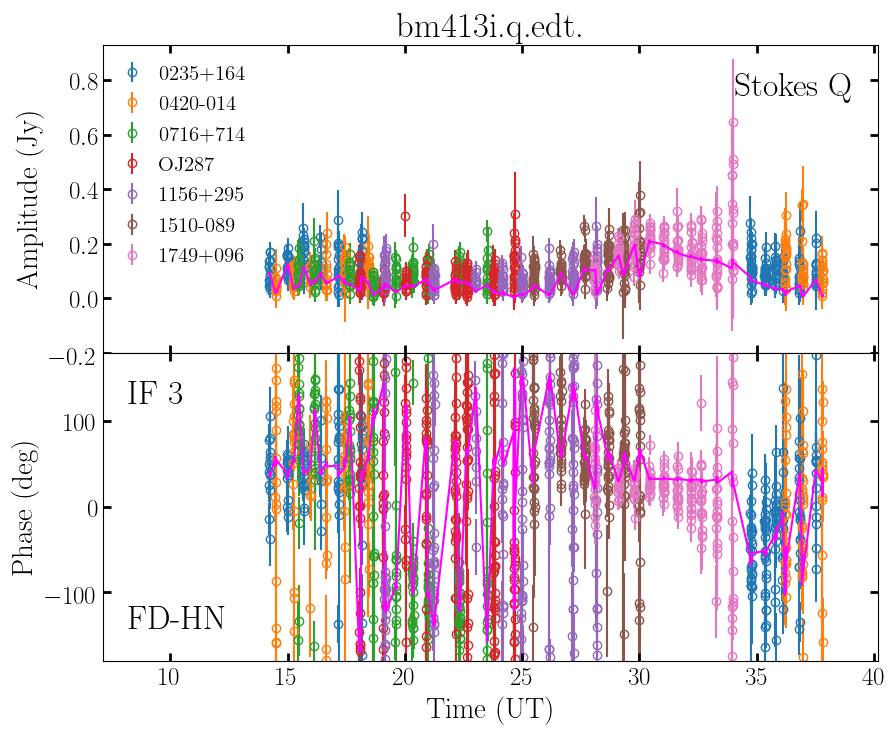 bm413i.q.edt.
Amplitude (Jy)
0.8
0.6
0.4
0.2
0.0
−0.2
0235+164
0420-014
0716+714
OJ287
1156+295
1510-089
1749+096
Stokes Q
Phase (deg)
100
0
−100
IF 3
FD-HN
10 15 20 25 30 35 40
Time (UT)